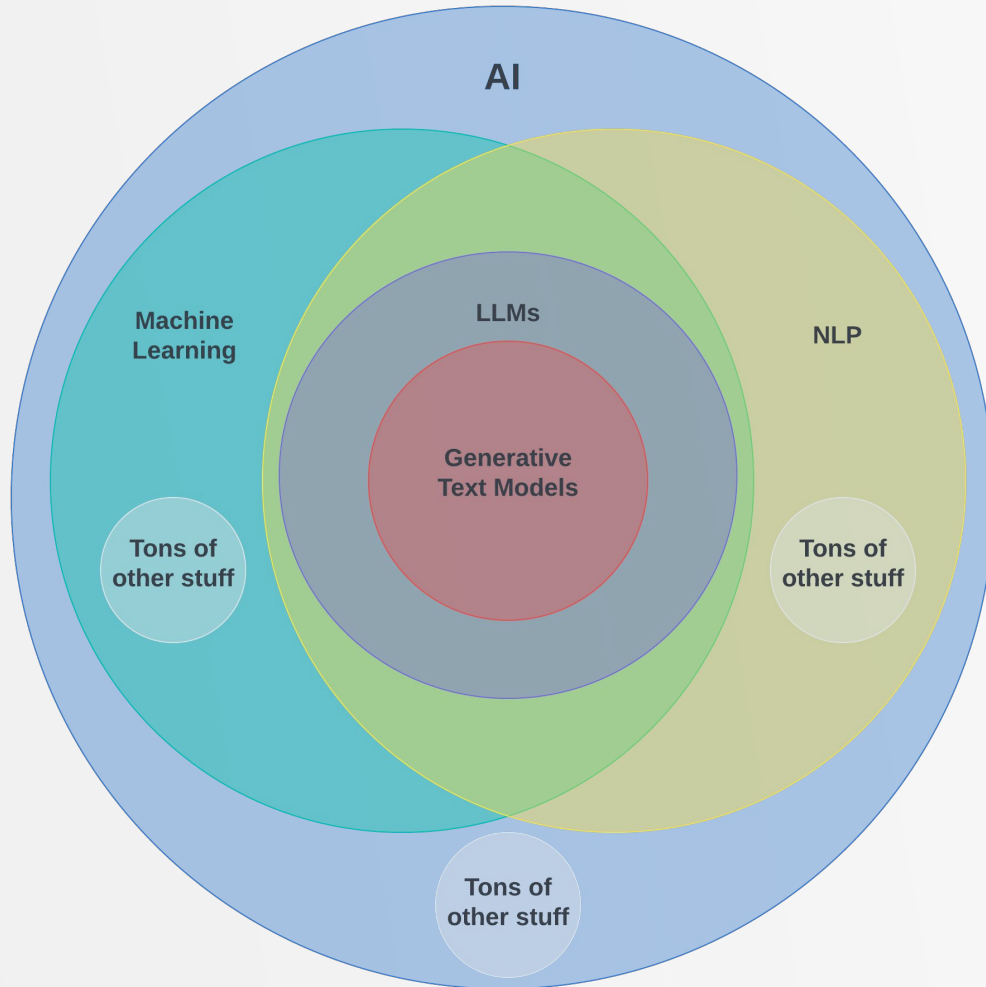 AI
Machine
Learning
LLMs
NLP
Generative
Text Models
Tons of
other stuff
Tons of
other stuff
Tons of
other stuff